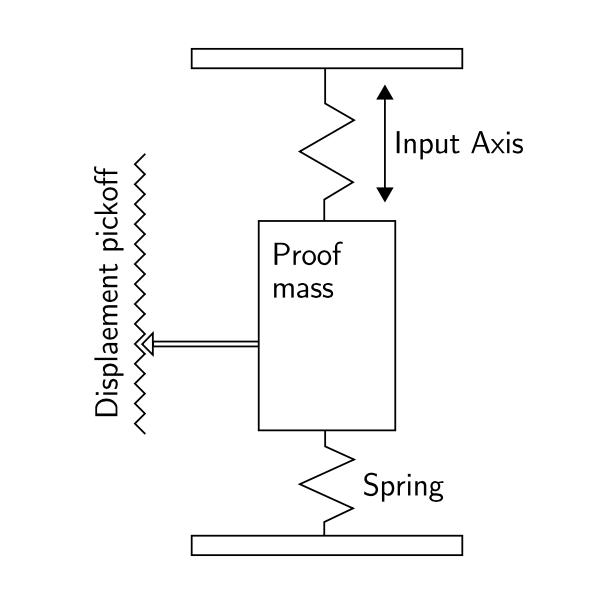 Input Axis
Proof
mass
Displaement pickoff
Spring